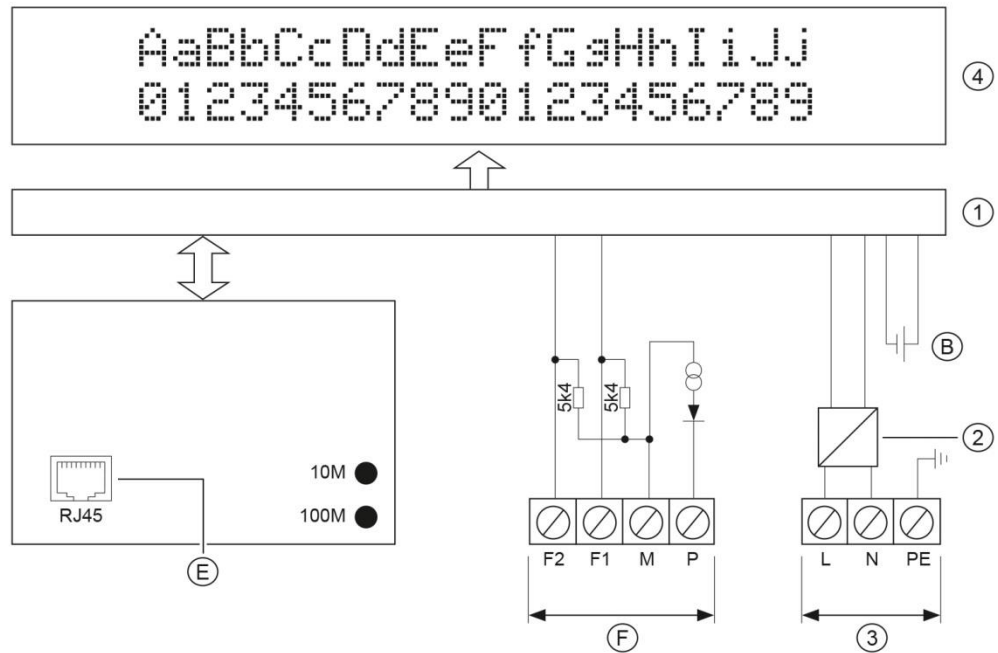 AaBbCcDdEeFfGgHhIiJj
01234567890123456789
4
1
B
5k4
5k4
2
10M
100M
RJ45
E
F2 F1 M P
L N PE
F
3